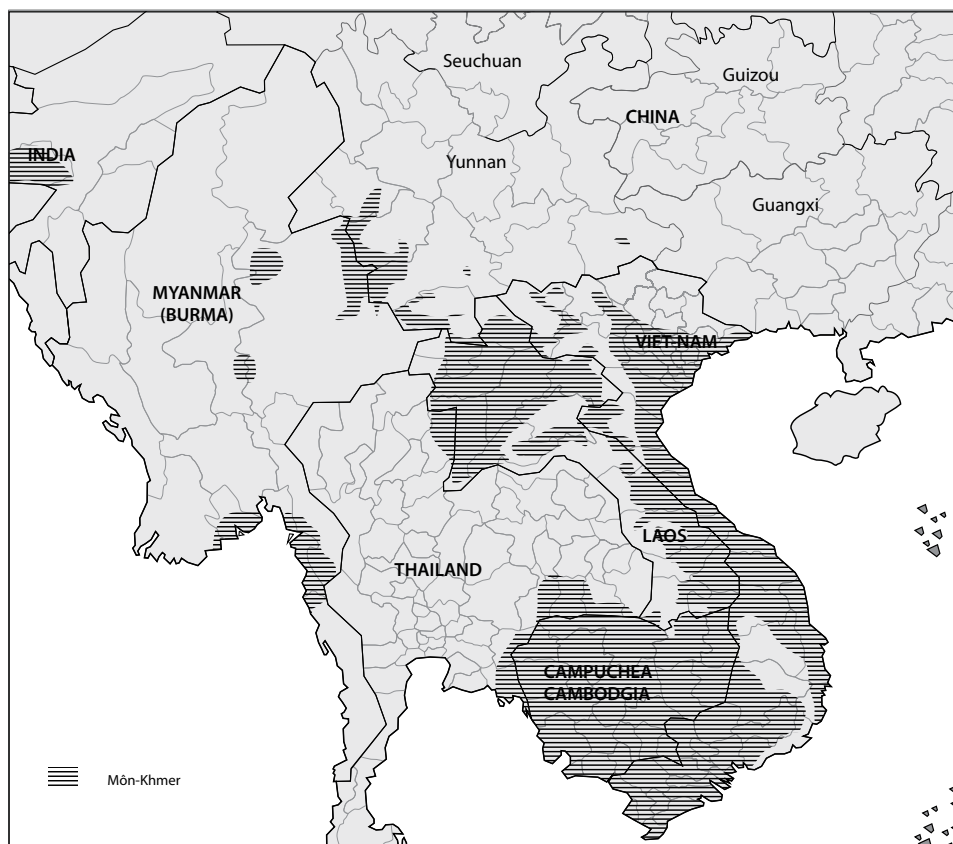 Seuchuan
Guizou
CHINA
INDIA
Yunnan
Guangxi
MYANMAR
(BURMA)
VIET-NAM
LAOS
THAILAND
CAMPUCHEA
CAMBODGIA
Môn-Khmer